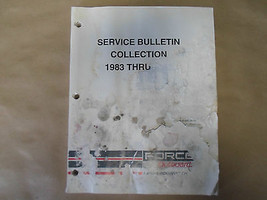 SERVICE BULLETIN
COLLECTION
1983 THRU
FORCE